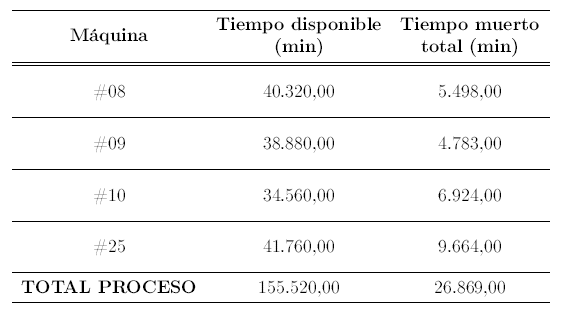 Máquina Tiempo disponible (min) Tiempo muerto total (min)
#08 40.320,00 5.498,00
#09 38.880,00 4.783,00
#10 34.560,00 6.924,00
#25 41.760,00 9.664,00
TOTAL PROCESO 155.520,00 26.869,00